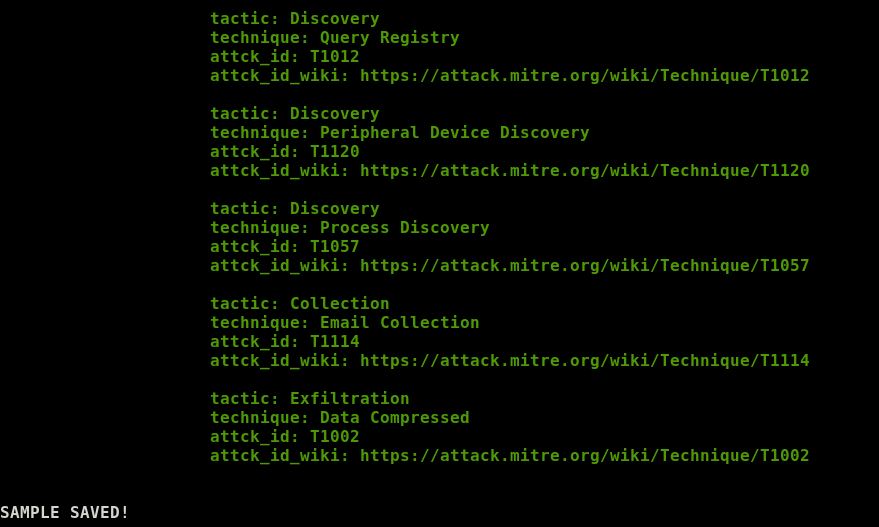 tactic: Discovery
technique: Query Registry
attck_id: T1012
attck_id_wiki: https://attack.mitre.org/wiki/Technique/T1012
tactic: Discovery
technique: Peripheral Device Discovery
attck_id: T1120
attck_id_wiki: https://attack.mitre.org/wiki/Technique/T1120
tactic: Discovery
technique: Process Discovery
attck_id: T1057
attck_id_wiki: https://attack.mitre.org/wiki/Technique/T1057
tactic: Collection
technique: Email Collection
attck_id: T1114
attck_id_wiki: https://attack.mitre.org/wiki/Technique/T1114
tactic: Exfiltration
technique: Data Compressed
attck_id: T1002
attck_id_wiki: https://attack.mitre.org/wiki/Technique/T1002
SAMPLE SAVED!